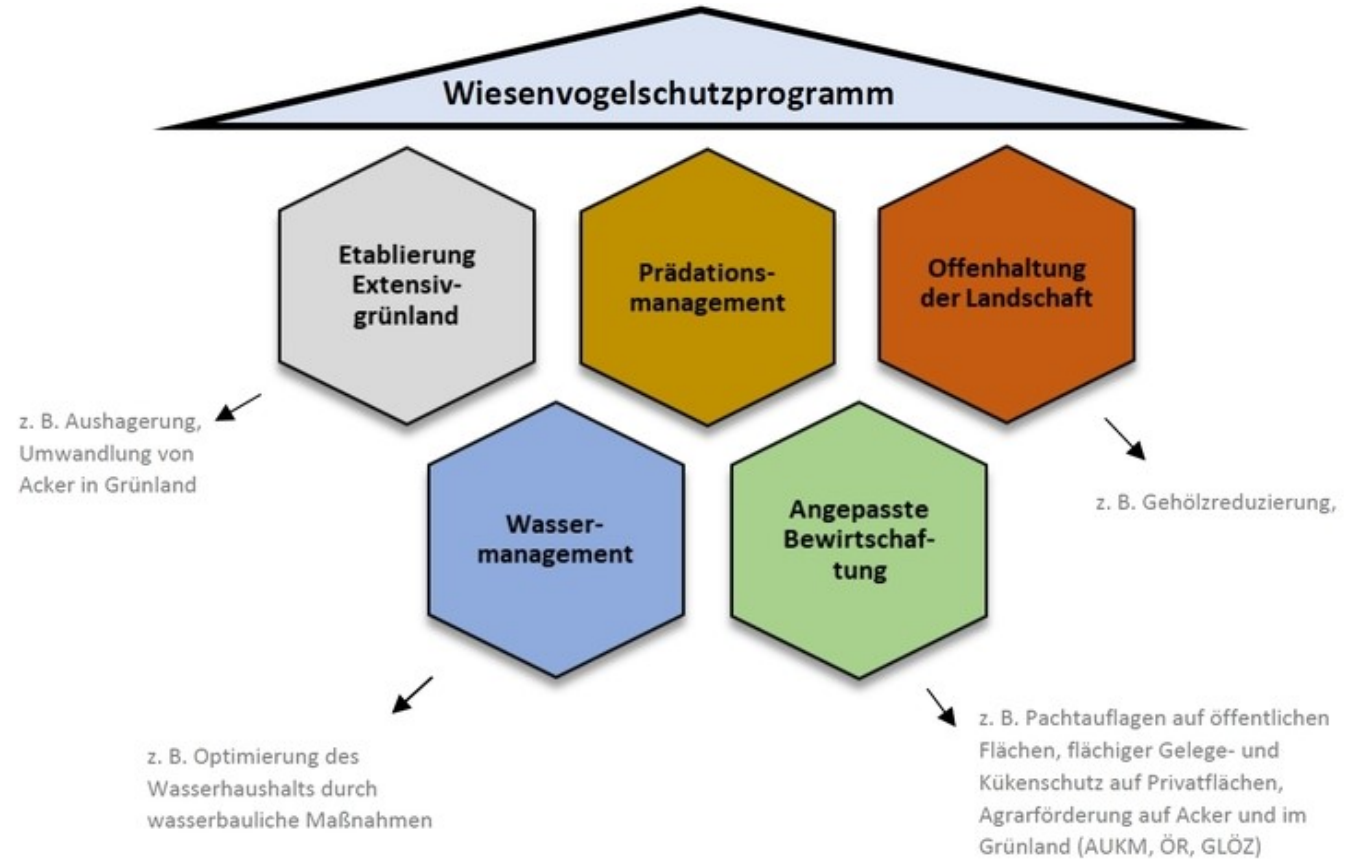 Wiesenvogelschutzprogramm
Etablierung
Extensiv-
grünland
Prädations-
management
Offenhaltung
der Landschaft
z. B. Aushagerung,
Umwandlung von
Acker in Grünland
z. B. Gehölzreduzierung,
Wasser-
management
Angepasste
Bewirtschaf-
tung
z. B. Optimierung des
Wasserhaushalts durch
wasserbauliche Maßnahmen
z. B. Pachtauflagen auf öffentlichen
Flächen, flächiger Gelege- und
Kükenschutz auf Privatflächen,
Agrarförderung auf Acker und im
Grünland (AUKM, ÖR, GLÖZ)